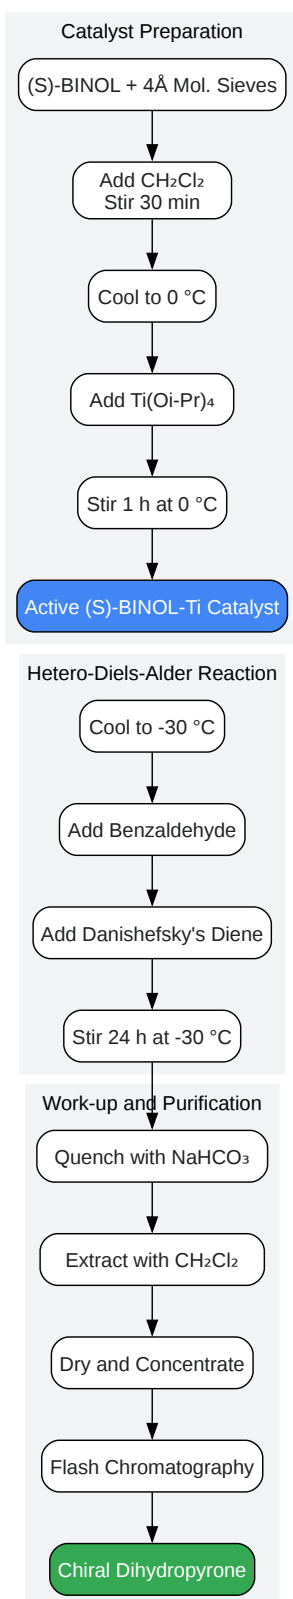 Catalyst Preparation
(S)-BINOL + 4Å Mol. Sieves
Add CH₂Cl₂
Stir 30 min
Cool to 0 °C
Add Ti(Oi-Pr)₄
Stir 1 h at 0 °C
Active (S)-BINOL-Ti Catalyst
Hetero-Diels-Alder Reaction
Cool to -30 °C
Add Benzaldehyde
Add Danishefsky's Diene
Stir 24 h at -30 °C
Work-up and Purification
Quench with NaHCO₃
Extract with CH₂Cl₂
Dry and Concentrate
Flash Chromatography
Chiral Dihydropyrone